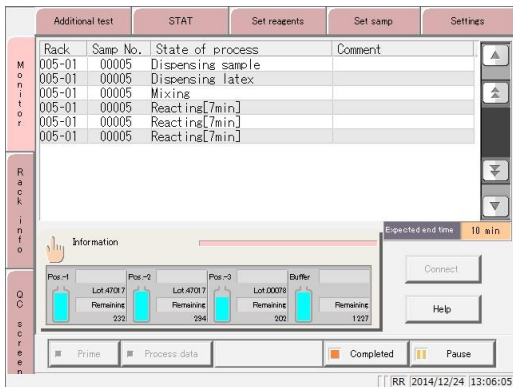 Additional test STAT Set reagents Set samp Settings
Monitor
Rack info
QC screen
Rack Samp No. State of process Comment
005-01 00005 Dispensing sample
005-01 00005 Dispensing latex
005-01 00005 Mixing
005-01 00005 Reacting[7min]
005-01 00005 Reacting[7min]
005-01 00005 Reacting[7min]
Expected end time 10 min
Information
Pos.-1 Pos.-2 Pos.-3 Buffer
Lot.47017 Lot.47017 Lot.00078
Remaining Remaining Remaining Remaining
232 294 202 1227
Connect
Help
Prime Process data Completed Pause
RR 2014/12/24 13:06:05